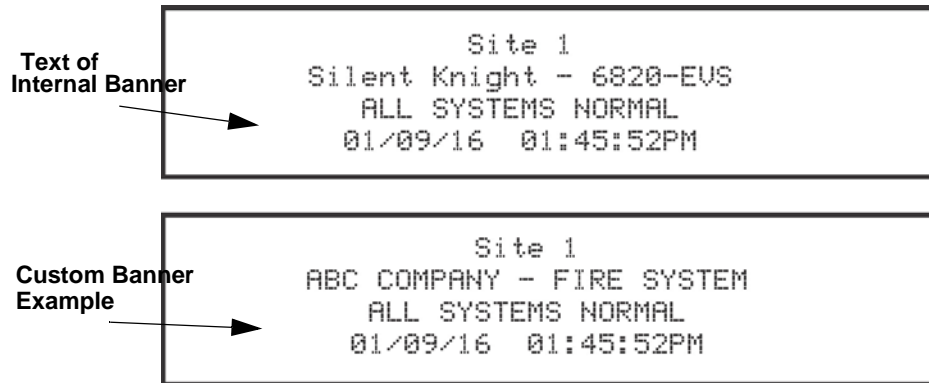 Text of
Internal Banner
Site 1
Silent Knight - 6820-EVS
ALL SYSTEMS NORMAL
01/09/16 01:45:52PM
Custom Banner
Example
Site 1
ABC COMPANY - FIRE SYSTEM
ALL SYSTEMS NORMAL
01/09/16 01:45:52PM